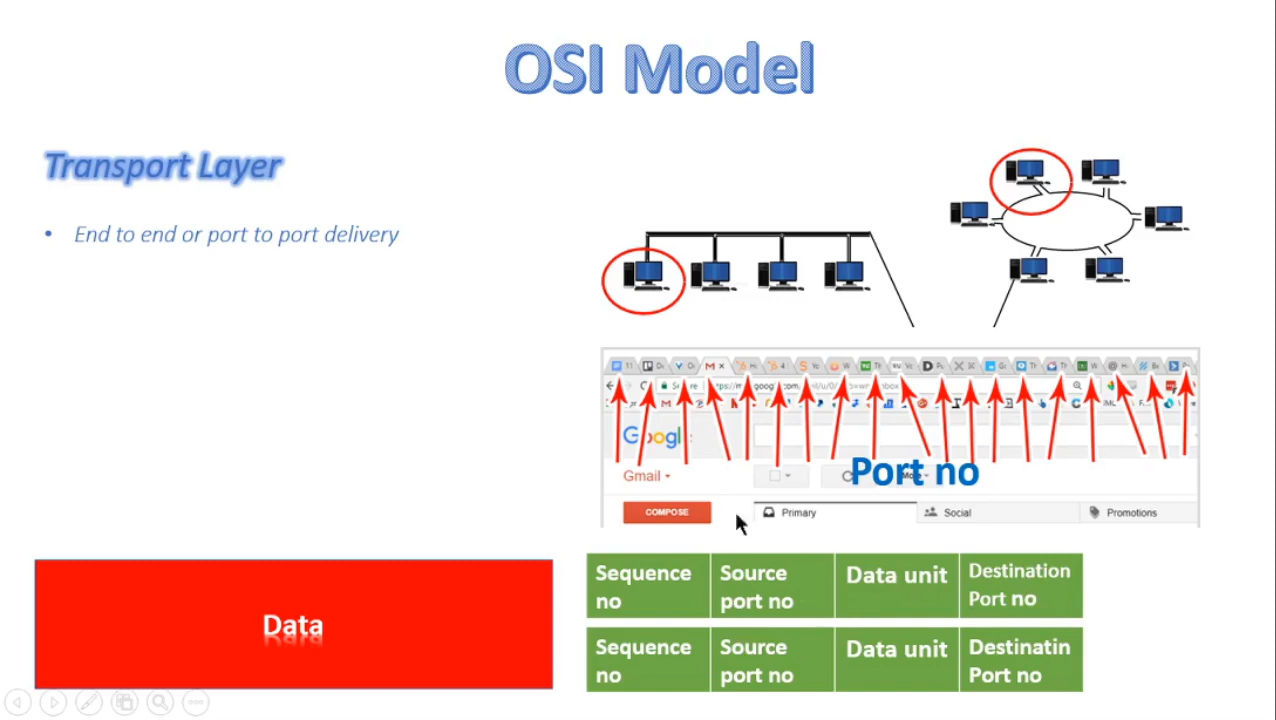 OSI Model
Transport Layer
• End to end or port to port delivery
Google
Gmail
Port no
COMPOSE
Primary
Social
Promotions
Data
Sequence no
Source port no
Data unit
Destination Port no
Sequence no
Source port no
Data unit
Destinatin Port no